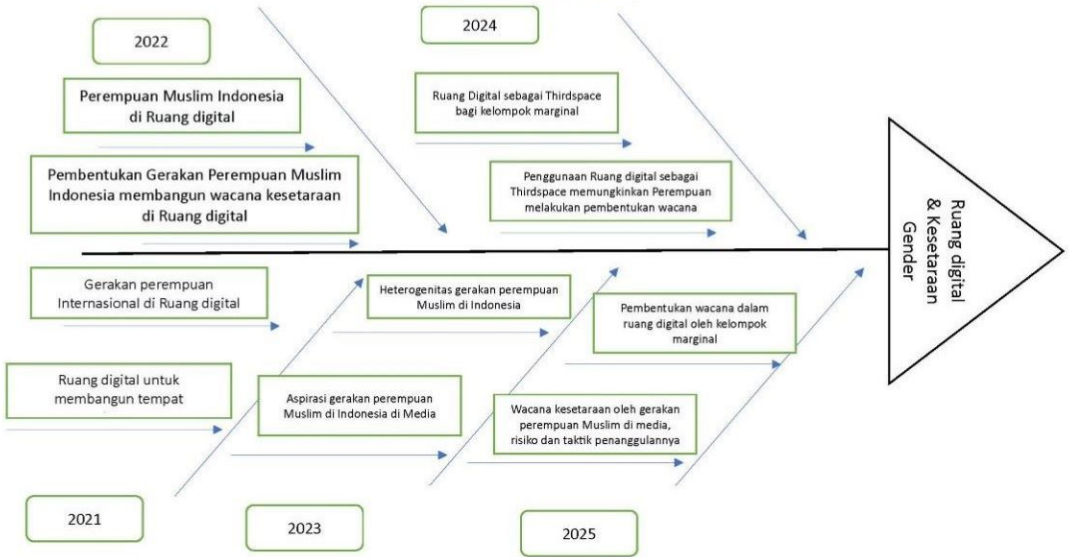 2022
2024
Perempuan Muslim Indonesia
di Ruang digital
Ruang Digital sebagai Thirdspace
bagi kelompok marginal
Pembentukan Gerakan Perempuan Muslim
Indonesia membangun wacana kesetaraan
di Ruang digital
Penggunaan Ruang digital sebagai
Thirdspace memungkinkan Perempuan
melakukan pembentukan wacana
Ruang digital
& Kesetaraan
Gender
Gerakan perempuan
Internasional di Ruang digital
Heterogenitas gerakan perempuan
Muslim di Indonesia
Pembentukan wacana dalam
ruang digital oleh kelompok
marginal
Ruang digital untuk
membangun tempat
Aspirasi gerakan perempuan
Muslim di Indonesia di Media
Wacana kesetaraan oleh gerakan
perempuan Muslim di media,
risiko dan taktik penanggulannya
2021
2023
2025